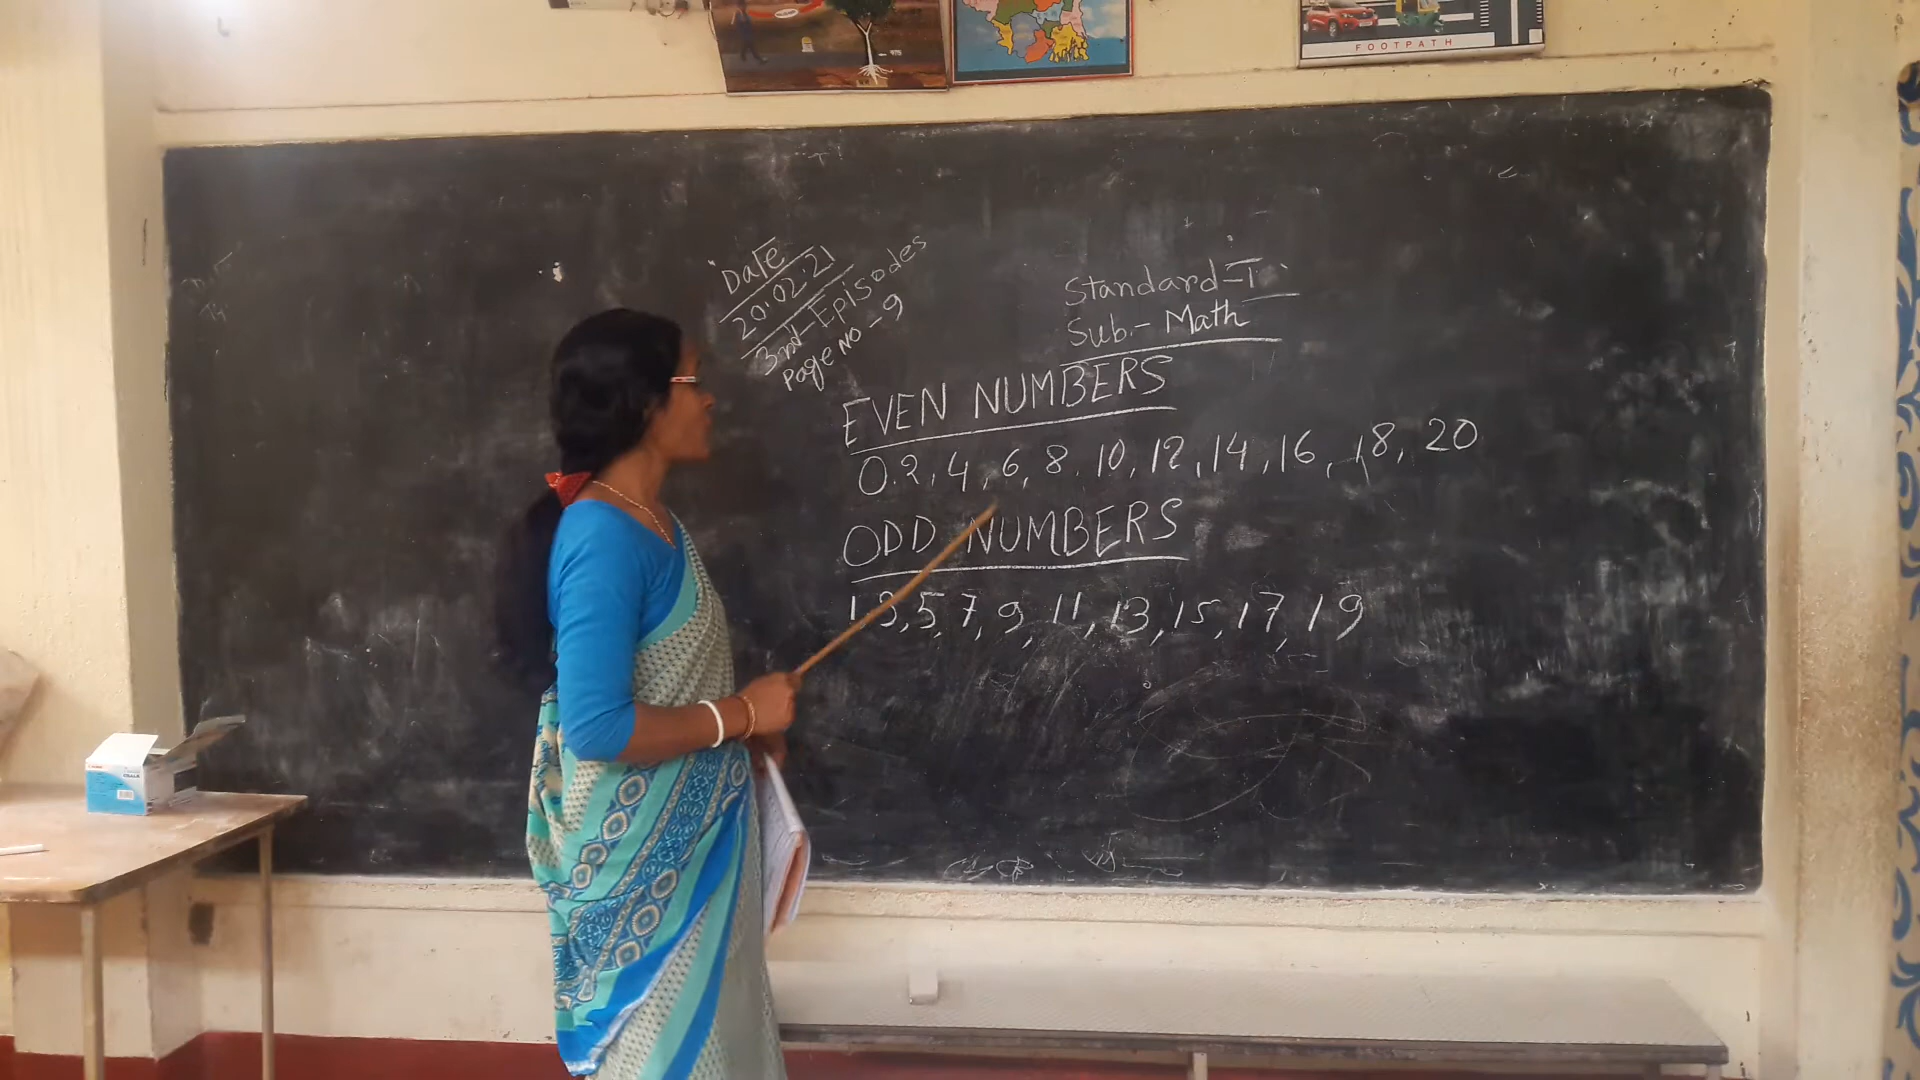 FOOTPATH
Date
20.02.21
3nd-Episodes
Page No-9
Standard-I
Sub.- Math
EVEN NUMBERS
0.2,4,6,8.10,12,14,16,18,20
ODD NUMBERS
1 3,5,7,9,11,13,15,17,19